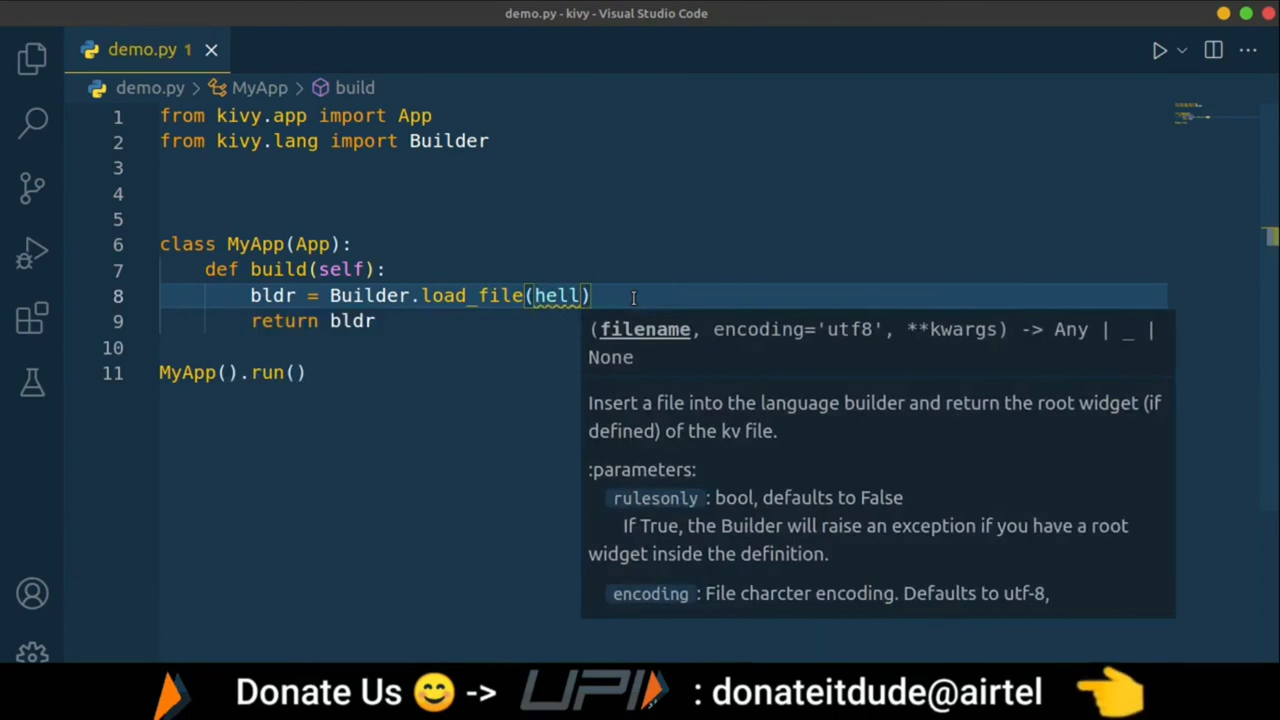 demo.py - kivy - Visual Studio Code
demo.py 1
demo.py > MyApp > build
1 from kivy.app import App
2 from kivy.lang import Builder
3
4
5
6 class MyApp(App):
7 def build(self):
8 bldr = Builder.load_file(hell)
9 return bldr
10
11 MyApp().run()
(filename, encoding='utf8', **kwargs) -> Any | _ |
None
Insert a file into the language builder and return the root widget (if
defined) of the kv file.
:parameters:
rulesonly : bool, defaults to False
If True, the Builder will raise an exception if you have a root
widget inside the definition.
encoding : File charcter encoding. Defaults to utf-8,
Donate Us 😊 -> UPI : donateitdude@airtel 👈